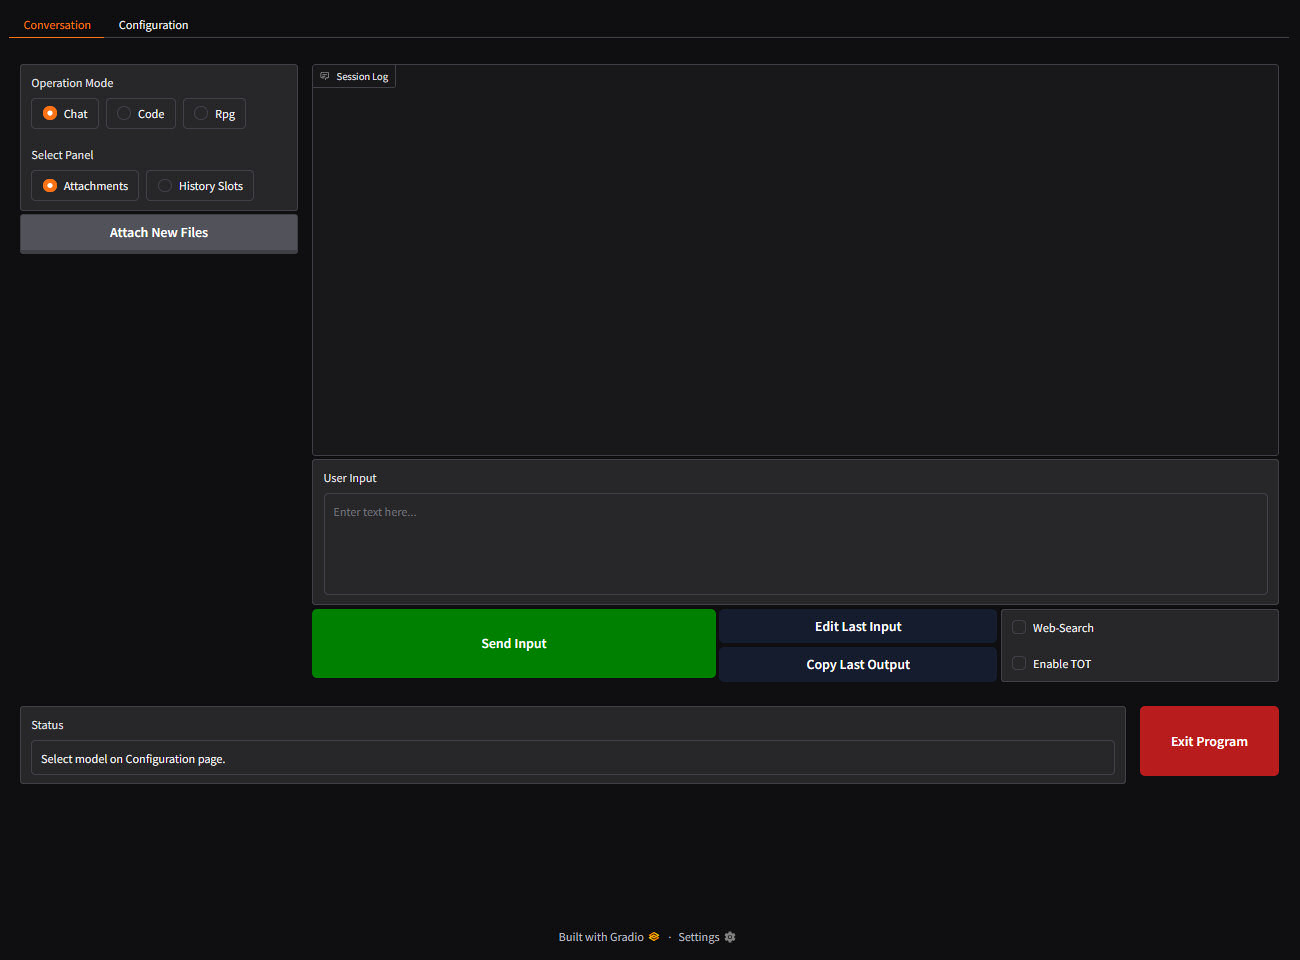 Conversation
Configuration
Operation Mode
Chat
Code
Rpg
Select Panel
Attachments
History Slots
Attach New Files
Session Log
User Input
Enter text here...
Send Input
Edit Last Input
Copy Last Output
Web-Search
Enable TOT
Status
Select model on Configuration page.
Exit Program
Built with Gradio · Settings